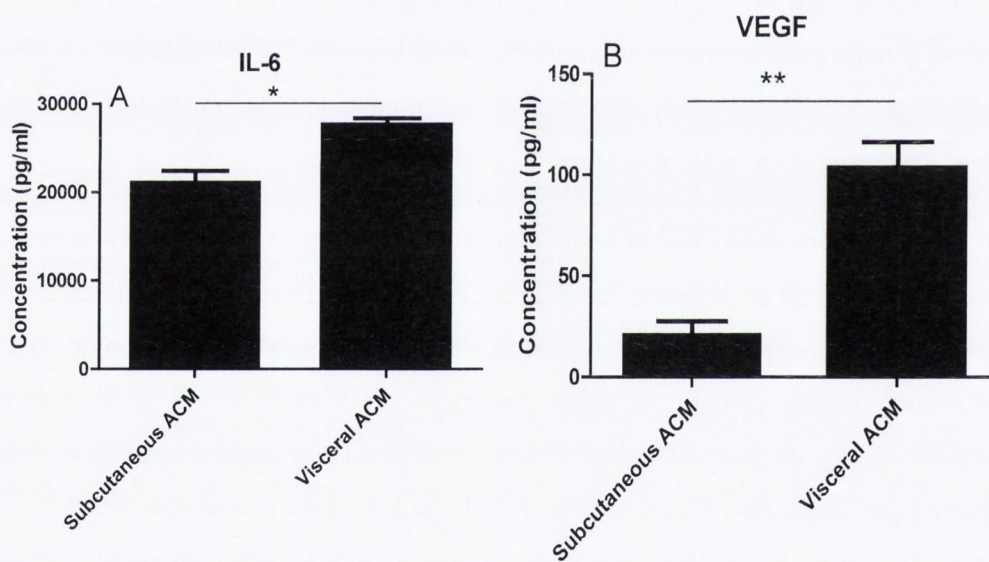 A
IL-6
*
Concentration (pg/ml)
30000
20000
10000
0
Subcutaneous ACM
Visceral ACM
B
VEGF
**
Concentration (pg/ml)
150
100
50
0
Subcutaneous ACM
Visceral ACM